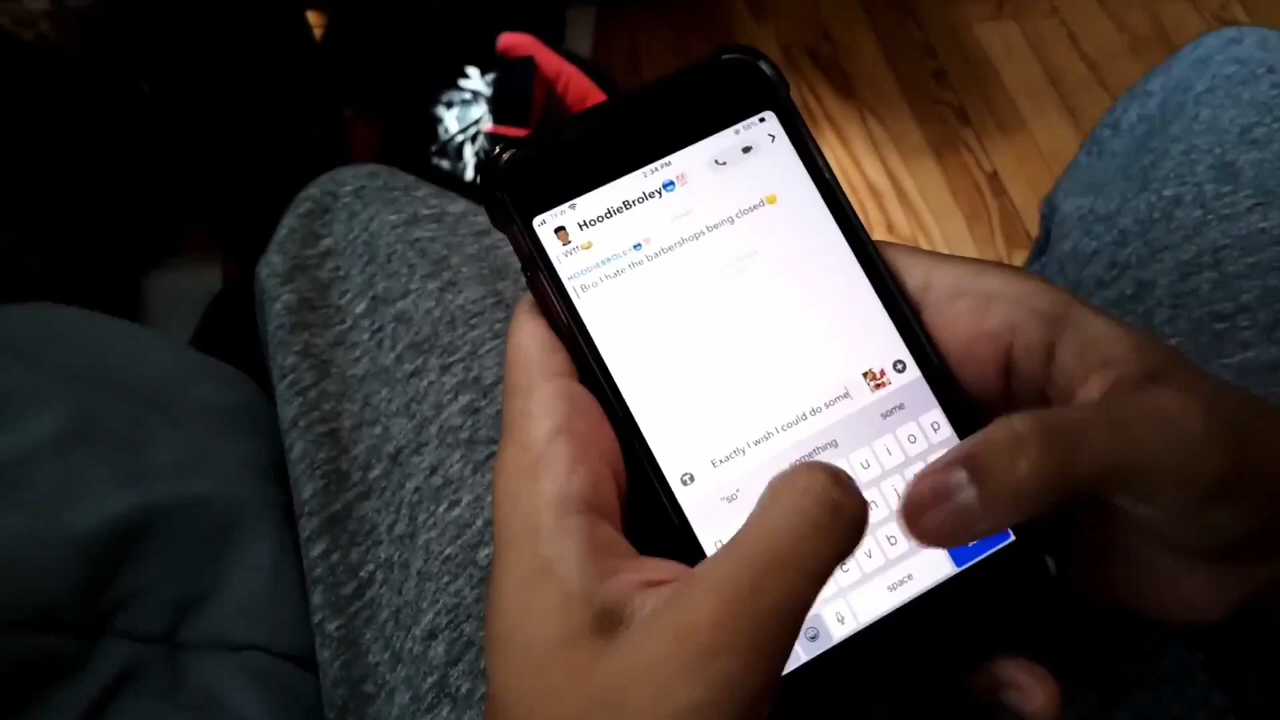 2:34 PM
68%
HoodieBroley
Wtf
HOODIEBROLEY
Bro I hate the barbershops being closed
Exactly I wish I could do some
"so" something some
u i o p
h j
c v b
space